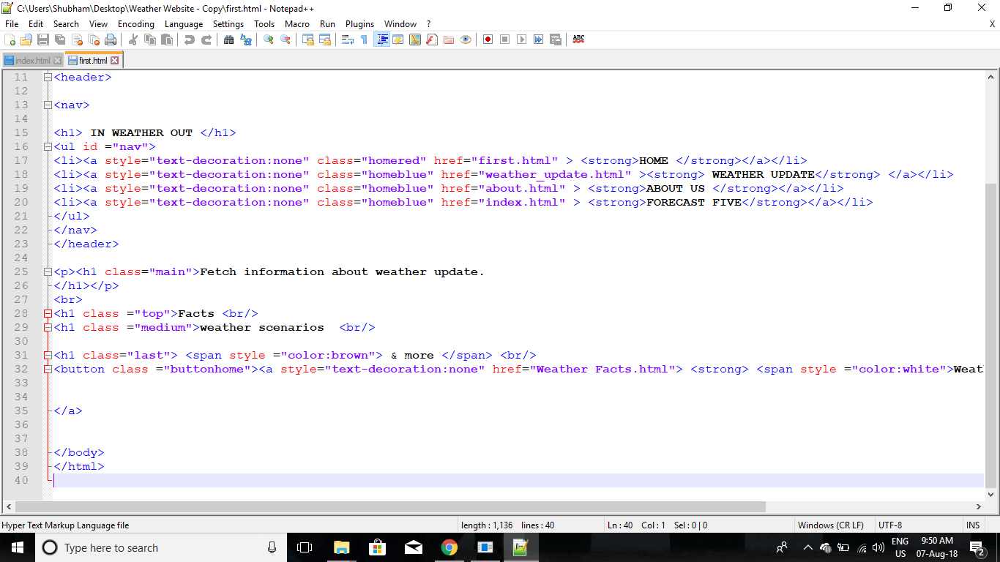 C:\Users\Shubham\Desktop\Weather Website - Copy\first.html - Notepad++
File Edit Search View Encoding Language Settings Tools Macro Run Plugins Window ? X
ABC
index.html first.html
11 <header>
12
13 <nav>
14
15 <h1> IN WEATHER OUT </h1>
16 <ul id ="nav">
17 <li><a style="text-decoration:none" class="homered" href="first.html" > <strong>HOME </strong></a></li>
18 <li><a style="text-decoration:none" class="homeblue" href="weather_update.html" ><strong> WEATHER UPDATE</strong> </a></li>
19 <li><a style="text-decoration:none" class="homeblue" href="about.html" > <strong>ABOUT US </strong></a></li>
20 <li><a style="text-decoration:none" class="homeblue" href="index.html" > <strong>FORECAST FIVE</strong></a></li>
21 </ul>
22 </nav>
23 </header>
24
25 <p><h1 class="main">Fetch information about weather update.
26 </h1></p>
27 <br>
28 <h1 class ="top">Facts <br/>
29 <h1 class ="medium">weather scenarios  <br/>
30
31 <h1 class="last"> <span style ="color:brown"> & more </span> <br/>
32 <button class ="buttonhome"><a style="text-decoration:none" href="Weather Facts.html"> <strong> <span style ="color:white">Weat
33
34
35 </a>
36
37
38 </body>
39 </html>
40
Hyper Text Markup Language file length : 1,136 lines : 40 Ln : 40 Col : 1 Sel : 0 | 0 Windows (CR LF) UTF-8 INS
Type here to search
ENG 9:50 AM
US 07-Aug-18 2